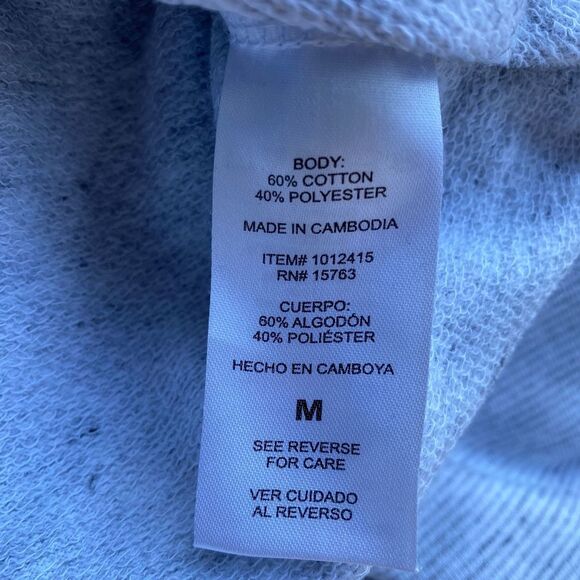 BODY:
60% COTTON
40% POLYESTER
MADE IN CAMBODIA
ITEM# 1012415
RN# 15763
CUERPO:
60% ALGODÓN
40% POLIÉSTER
HECHO EN CAMBOYA
M
SEE REVERSE
FOR CARE
VER CUIDADO
AL REVERSO